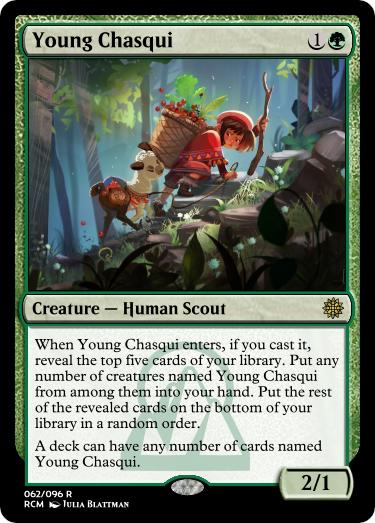 Young Chasqui 1
Creature — Human Scout
When Young Chasqui enters, if you cast it,
reveal the top five cards of your library. Put any
number of creatures named Young Chasqui
from among them into your hand. Put the rest
of the revealed cards on the bottom of your
library in a random order.
A deck can have any number of cards named
Young Chasqui.
2/1
062/096 R
RCM Julia Blattman